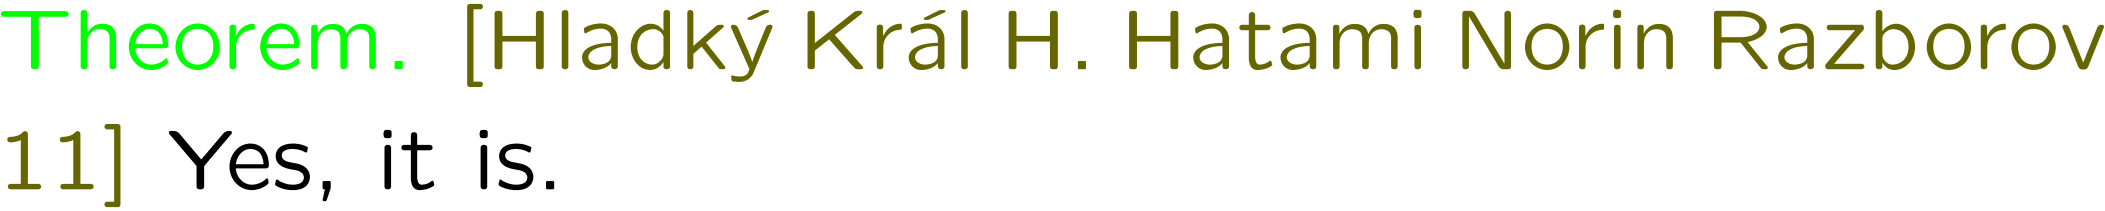 Theorem. [Hladký Král H. Hatami Norin Razborov
11] Yes, it is.